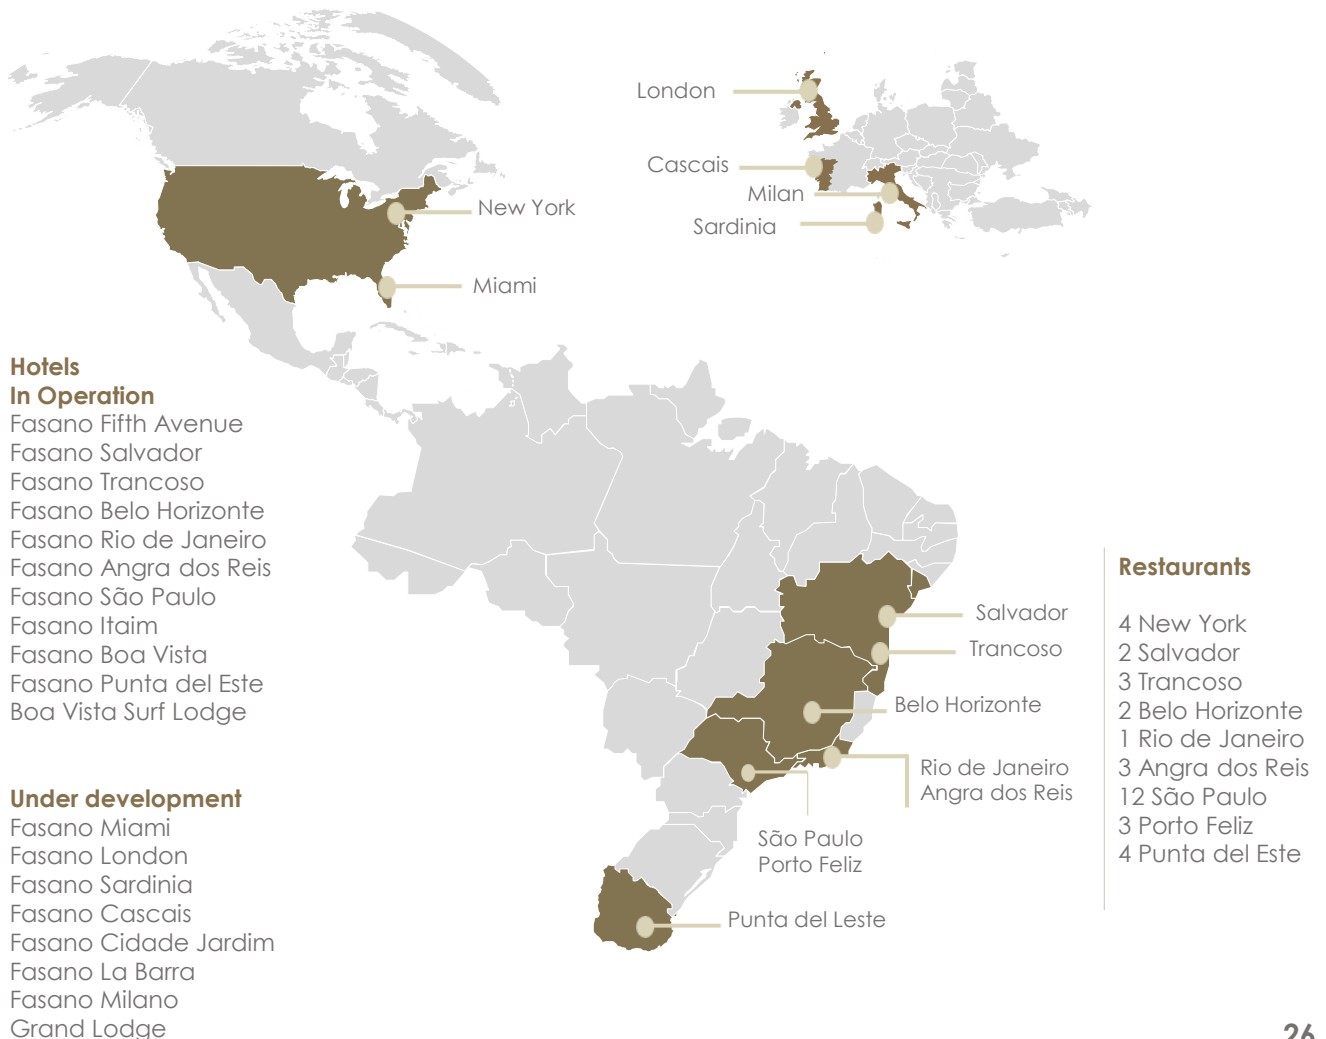 London
Cascais
Milan
Sardinia
New York
Miami
Hotels
In Operation
Fasano Fifth Avenue
Fasano Salvador
Fasano Trancoso
Fasano Belo Horizonte
Fasano Rio de Janeiro
Fasano Angra dos Reis
Fasano São Paulo
Fasano Itaim
Fasano Boa Vista
Fasano Punta del Este
Boa Vista Surf Lodge
Under development
Fasano Miami
Fasano London
Fasano Sardinia
Fasano Cascais
Fasano Cidade Jardim
Fasano La Barra
Fasano Milano
Grand Lodge
Salvador
Trancoso
Belo Horizonte
Rio de Janeiro
Angra dos Reis
São Paulo
Porto Feliz
Punta del Leste
Restaurants
4 New York
2 Salvador
3 Trancoso
2 Belo Horizonte
1 Rio de Janeiro
3 Angra dos Reis
12 São Paulo
3 Porto Feliz
4 Punta del Este
26